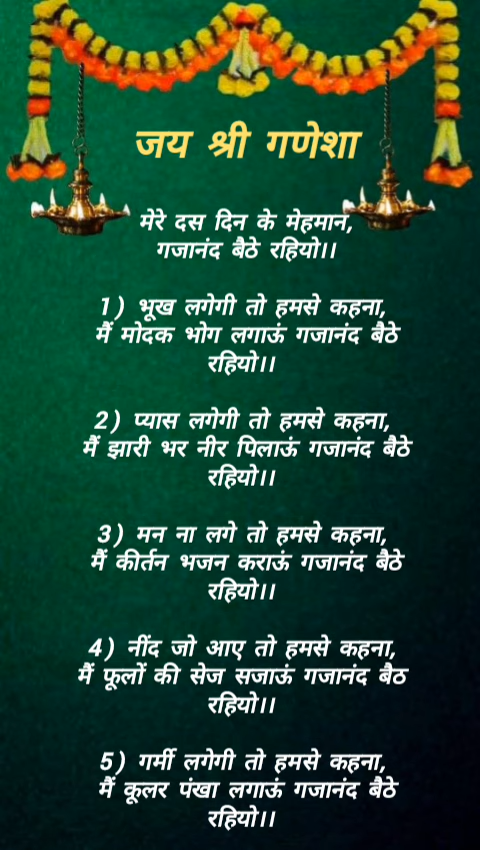 जय श्री गणेशा
मेरे दस दिन के मेहमान,
गजानंद बैठे रहियो।।
1) भूख लगेगी तो हमसे कहना,
मैं मोदक भोग लगाऊं गजानंद बैठे
रहियो।।
2) प्यास लगेगी तो हमसे कहना,
मैं झारी भर नीर पिलाऊं गजानंद बैठे
रहियो।।
3) मन ना लगे तो हमसे कहना,
मैं कीर्तन भजन कराऊं गजानंद बैठे
रहियो।।
4) नींद जो आए तो हमसे कहना,
मैं फूलों की सेज सजाऊं गजानंद बैठ
रहियो।।
5) गर्मी लगेगी तो हमसे कहना,
मैं कूलर पंखा लगाऊं गजानंद बैठे
रहियो।।